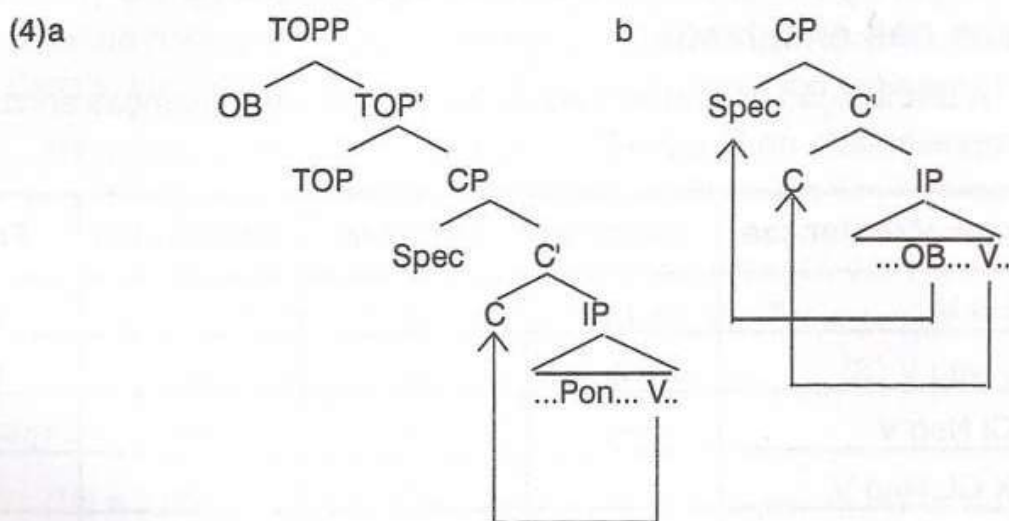 (4)a TOPP b CP
OB TOP' Spec C'
TOP CP C IP
...OB... V..
Spec C'
C IP
...Pon... V..